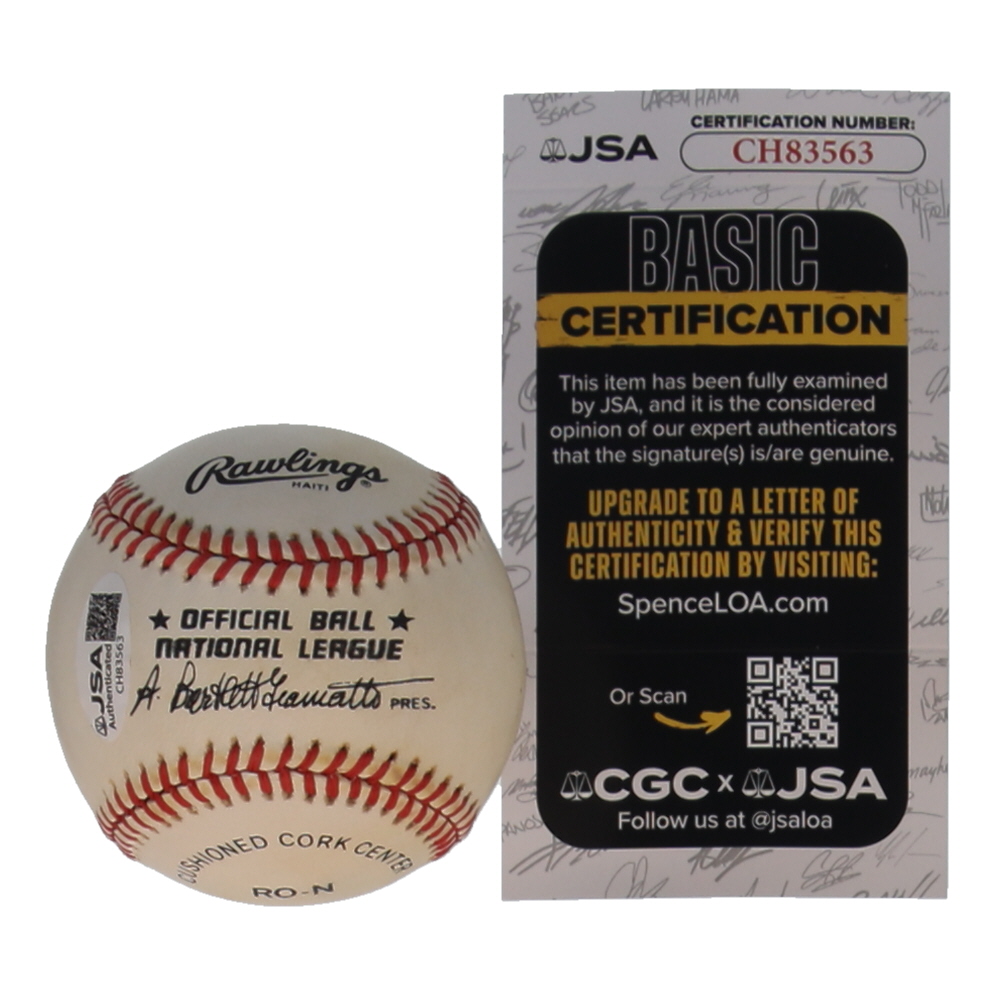 Rawlings®
HAITI
★ OFFICIAL BALL ★
NATIONAL LEAGUE
A. Bartlett Giamatti PRES.
CUSHIONED CORK CENTER
RO-N
JSA
Authenticated
CH83563
JSA
CERTIFICATION NUMBER:
CH83563
BASIC
CERTIFICATION
This item has been fully examined
by JSA, and it is the considered
opinion of our expert authenticators
that the signature(s) is/are genuine.
UPGRADE TO A LETTER OF
AUTHENTICITY & VERIFY THIS
CERTIFICATION BY VISITING:
SpenceLOA.com
Or Scan
CGC x JSA
Follow us at @jsaloa